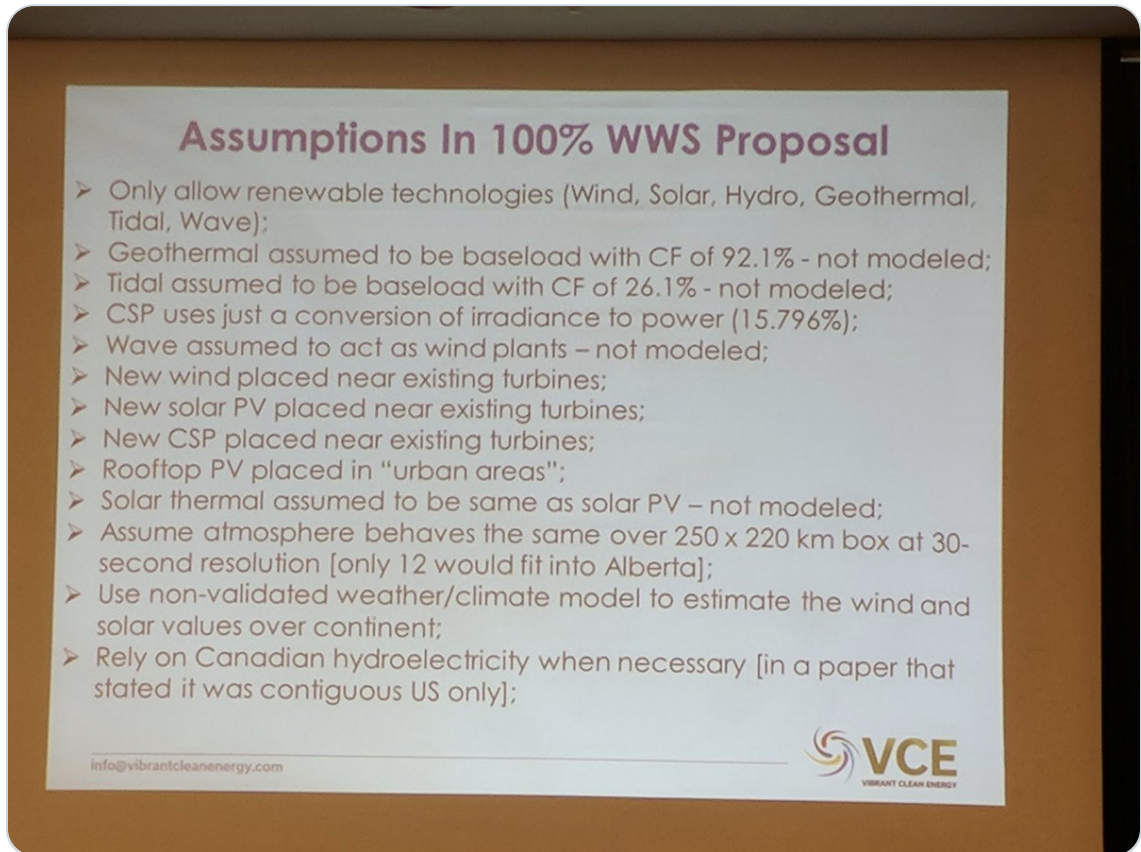 Assumptions In 100% WWS Proposal
➢ Only allow renewable technologies (Wind, Solar, Hydro, Geothermal,
Tidal, Wave);
➢ Geothermal assumed to be baseload with CF of 92.1% - not modeled;
➢ Tidal assumed to be baseload with CF of 26.1% - not modeled;
➢ CSP uses just a conversion of irradiance to power (15.796%);
➢ Wave assumed to act as wind plants – not modeled;
➢ New wind placed near existing turbines;
➢ New solar PV placed near existing turbines;
➢ New CSP placed near existing turbines;
➢ Rooftop PV placed in “urban areas”;
➢ Solar thermal assumed to be same as solar PV – not modeled;
➢ Assume atmosphere behaves the same over 250 x 220 km box at 30-
second resolution [only 12 would fit into Alberta];
➢ Use non-validated weather/climate model to estimate the wind and
solar values over continent;
➢ Rely on Canadian hydroelectricity when necessary [in a paper that
stated it was contiguous US only];
info@vibrantcleanenergy.com
VCE
VIBRANT CLEAN ENERGY